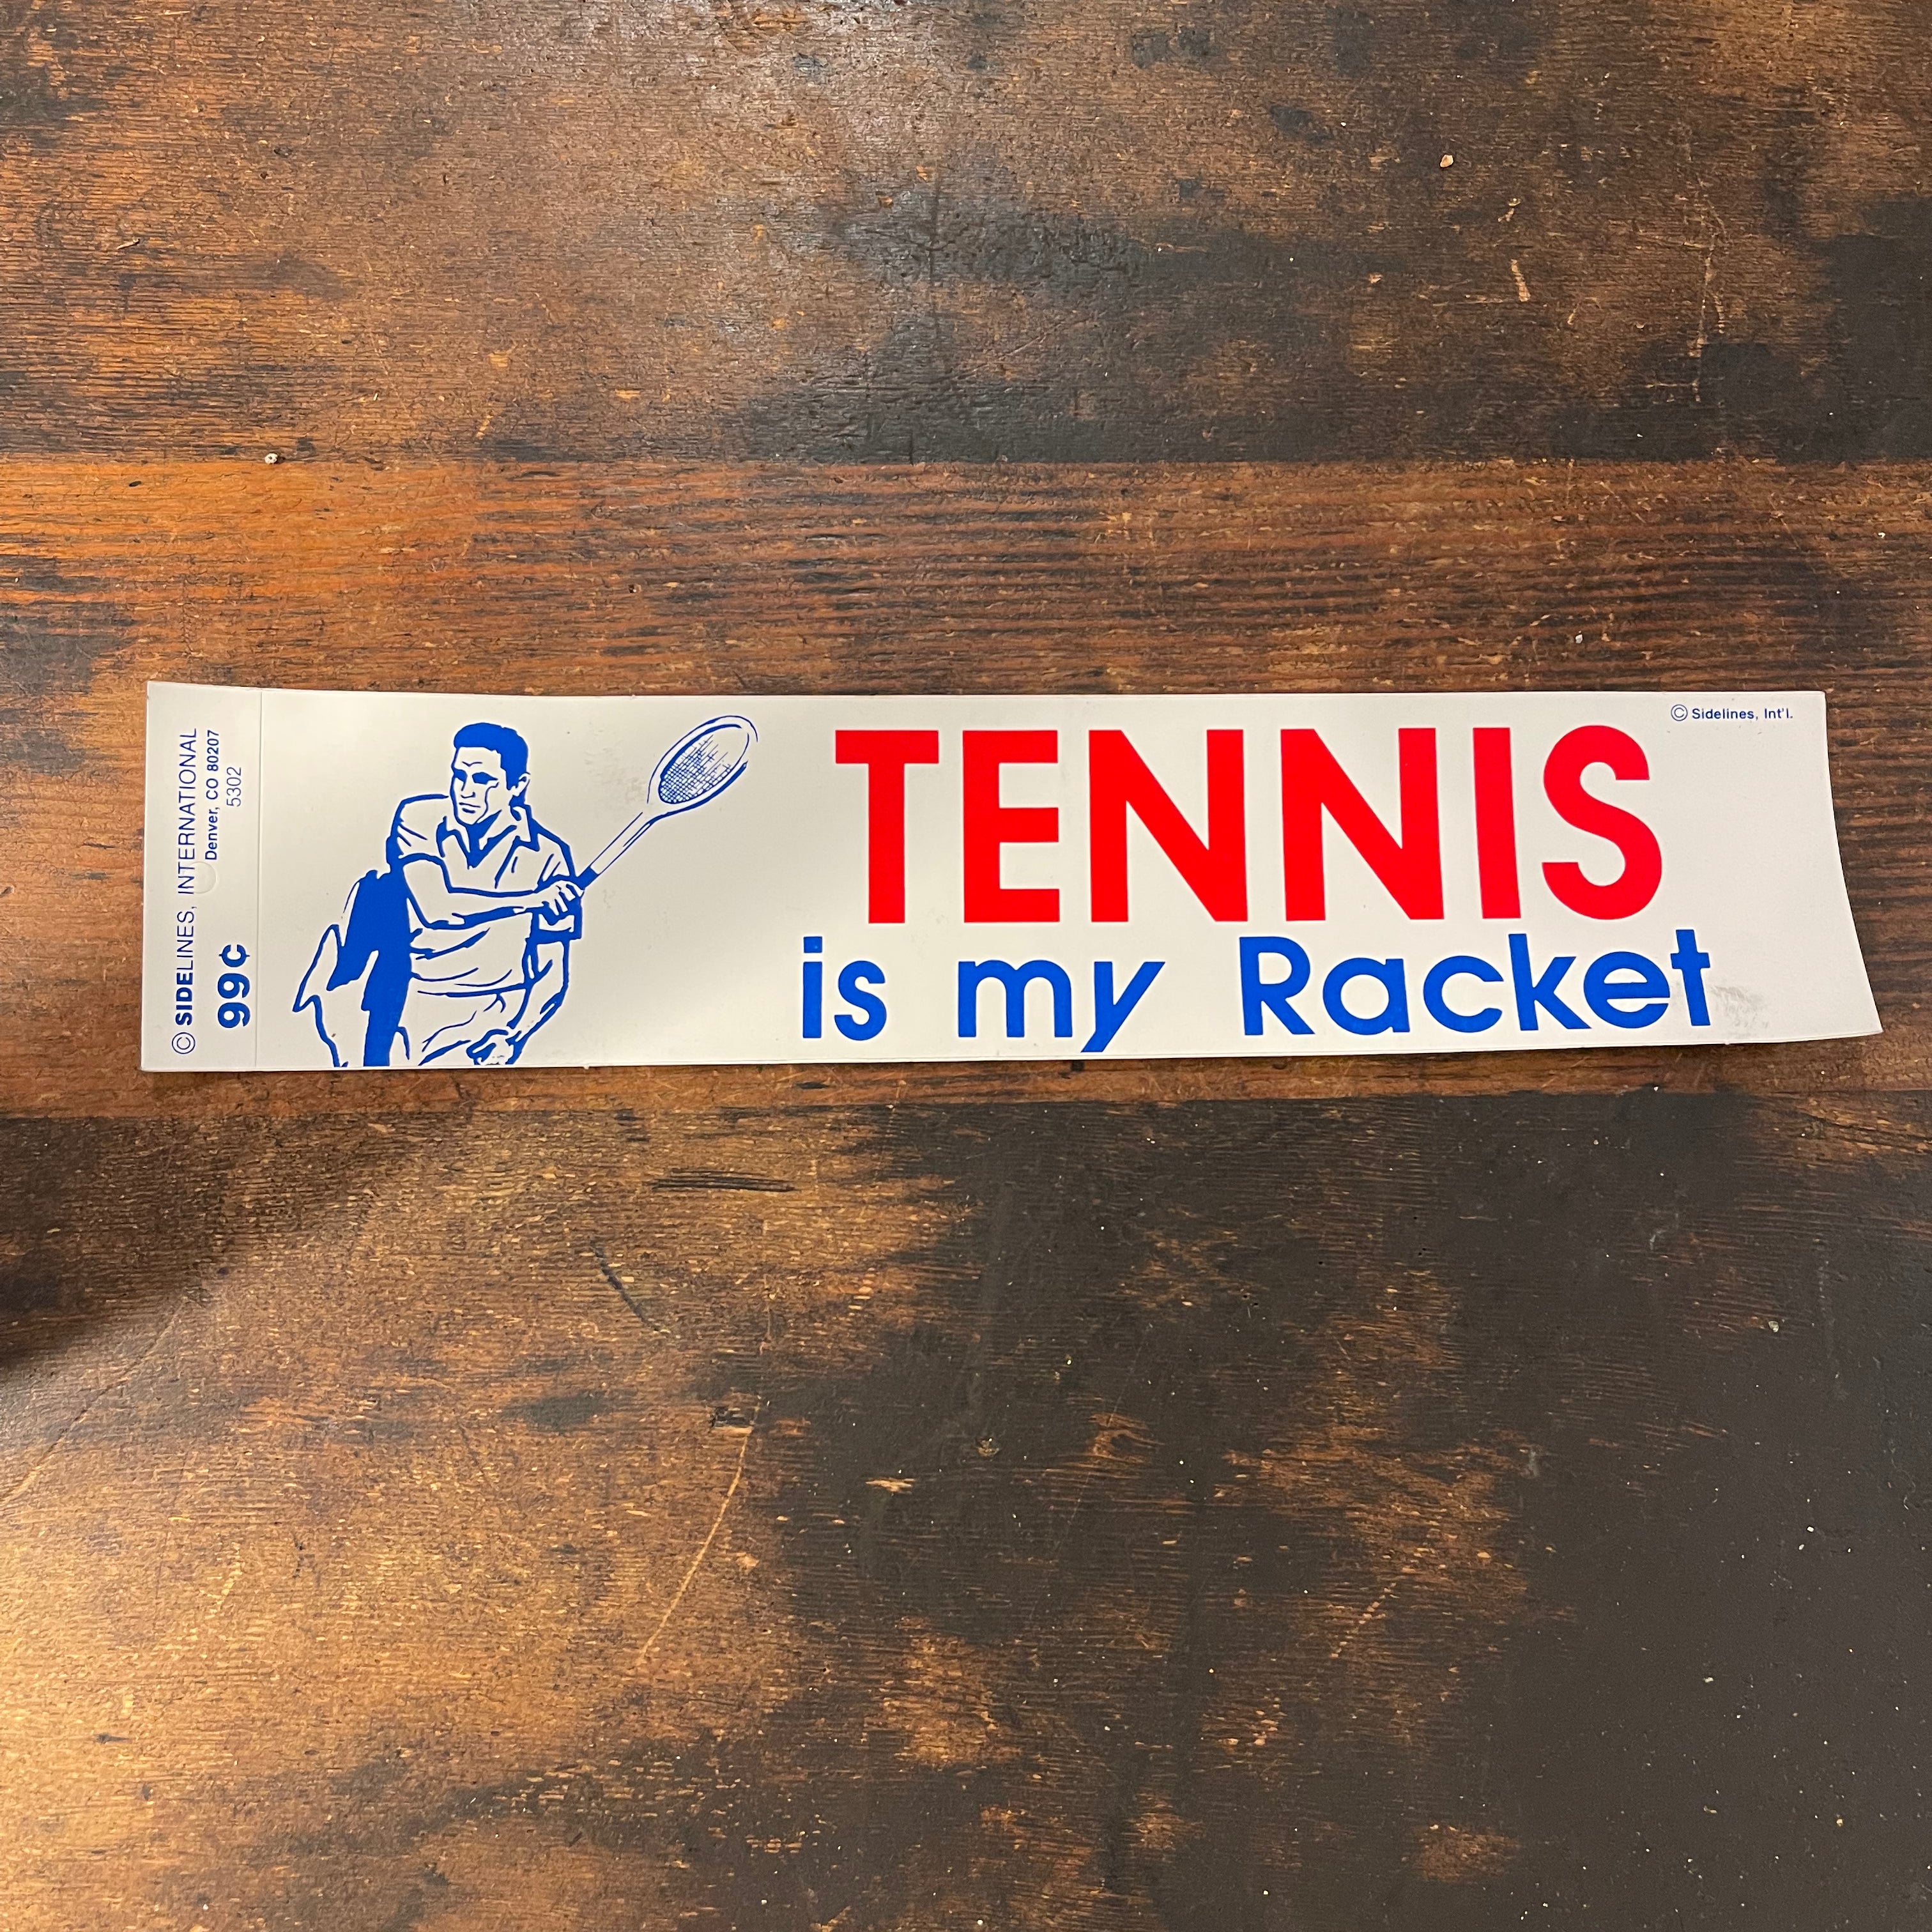 © SIDELINES, INTERNATIONAL
Denver, CO 80207
5302
99¢
TENNIS
is my Racket
© Sidelines, Int'l.